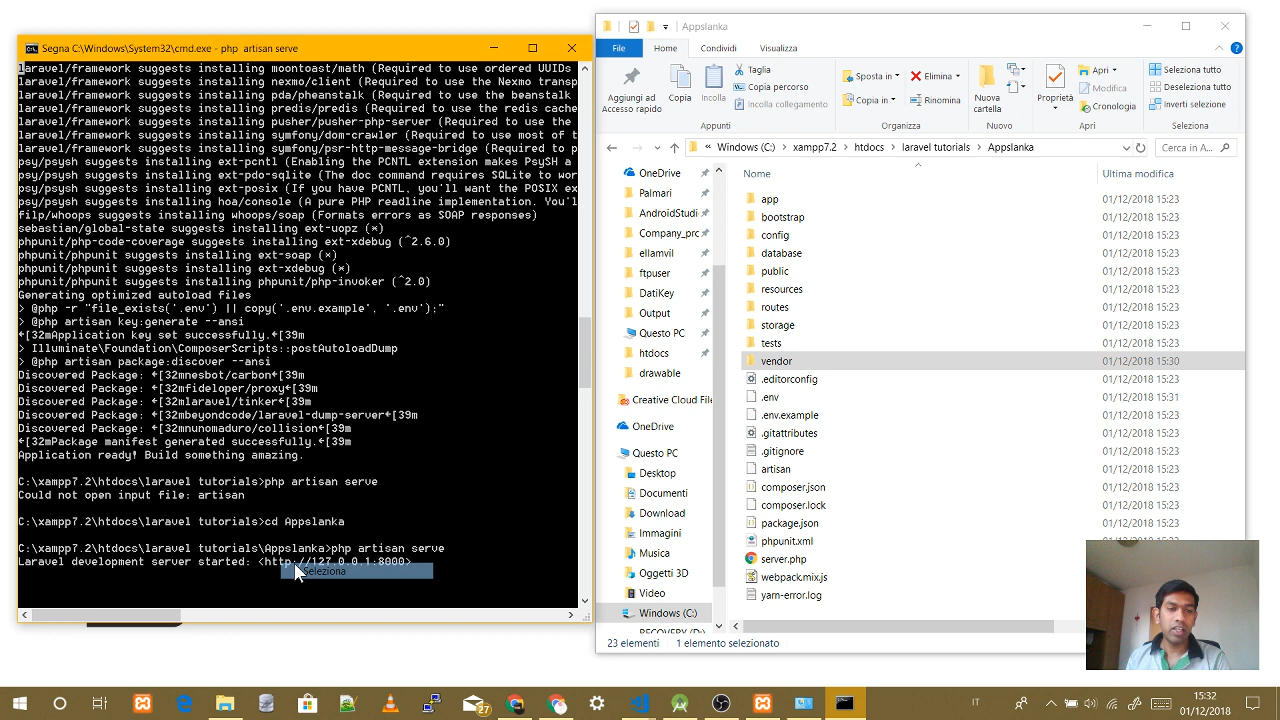 Segna C:\Windows\System32\cmd.exe - php  artisan serve
laravel/framework suggests installing moontoast/math (Required to use ordered UUIDs
laravel/framework suggests installing nexmo/client (Required to use the Nexmo transp
laravel/framework suggests installing pda/pheanstalk (Required to use the beanstalk
laravel/framework suggests installing predis/predis (Required to use the redis cache
laravel/framework suggests installing pusher/pusher-php-server (Required to use the
laravel/framework suggests installing symfony/dom-crawler (Required to use most of t
laravel/framework suggests installing symfony/psr-http-message-bridge (Required to p
psy/psysh suggests installing ext-pcntl (Enabling the PCNTL extension makes PsySH a
psy/psysh suggests installing ext-pdo-sqlite (The doc command requires SQLite to wor
psy/psysh suggests installing ext-posix (If you have PCNTL, you'll want the POSIX ex
psy/psysh suggests installing hoa/console (A pure PHP readline implementation. You'l
filp/whoops suggests installing whoops/soap (Formats errors as SOAP responses)
sebastian/global-state suggests installing ext-uopz (*)
phpunit/php-code-coverage suggests installing ext-xdebug (^2.6.0)
phpunit/phpunit suggests installing ext-soap (*)
phpunit/phpunit suggests installing ext-xdebug (*)
phpunit/phpunit suggests installing phpunit/php-invoker (^2.0)
Generating optimized autoload files
> @php -r "file_exists('.env') || copy('.env.example', '.env');"
> @php artisan key:generate --ansi
←[32mApplication key set successfully.←[39m
> Illuminate\Foundation\ComposerScripts::postAutoloadDump
> @php artisan package:discover --ansi
Discovered Package: ←[32mnesbot/carbon←[39m
Discovered Package: ←[32mfideloper/proxy←[39m
Discovered Package: ←[32mlaravel/tinker←[39m
Discovered Package: ←[32mbeyondcode/laravel-dump-server←[39m
Discovered Package: ←[32mnunomaduro/collision←[39m
←[32mPackage manifest generated successfully.←[39m
Application ready! Build something amazing.
C:\xampp7.2\htdocs\laravel tutorials>php artisan serve
Could not open input file: artisan
C:\xampp7.2\htdocs\laravel tutorials>cd Appslanka
C:\xampp7.2\htdocs\laravel tutorials\Appslanka>php artisan serve
Laravel development server started: <http://127.0.0.1:8000>
Seleziona
Appslanka
File Home Condividi Visualizza
Aggiungi ad Accesso rapido
Copia
Incolla
Taglia
Copia percorso
Incolla collegamento
Appunti
Sposta in
Copia in
Elimina
Rinomina
Organizza
Nuova cartella
Nuovo
Proprietà
Apri
Modifica
Cronologia
Apri
Seleziona tutto
Deseleziona tutto
Inverti selezione
Seleziona
« Windows (C:) › xampp7.2 › htdocs › laravel tutorials › Appslanka
Cerca in A...
OneDrive
Palmari
AndroidStudi
Company_prc
ellamvil
ftpuser
DatiKey
Output
Questo PC
htdocs
drawable
Creative Cloud File
OneDrive
Questo PC
Desktop
Documenti
Download
Immagini
Musica
Oggetti 3D
Video
Windows (C:)
RECOVERY (D:)
Nome Ultima modifica
app 01/12/2018 15:23
bootstrap 01/12/2018 15:23
config 01/12/2018 15:23
database 01/12/2018 15:23
public 01/12/2018 15:23
resources 01/12/2018 15:23
routes 01/12/2018 15:23
storage 01/12/2018 15:23
tests 01/12/2018 15:23
vendor 01/12/2018 15:30
.editorconfig 01/12/2018 15:23
.env 01/12/2018 15:31
.env.example 01/12/2018 15:23
.gitattributes 01/12/2018 15:23
.gitignore 01/12/2018 15:23
artisan 01/12/2018 15:23
composer.json 01/12/2018 15:23
composer.lock 01/12/2018 15:23
package.json 01/12/2018 15:23
phpunit.xml
server.php
webpack.mix.js
yarn-error.log
23 elementi 1 elemento selezionato
27
IT
15:32
01/12/2018